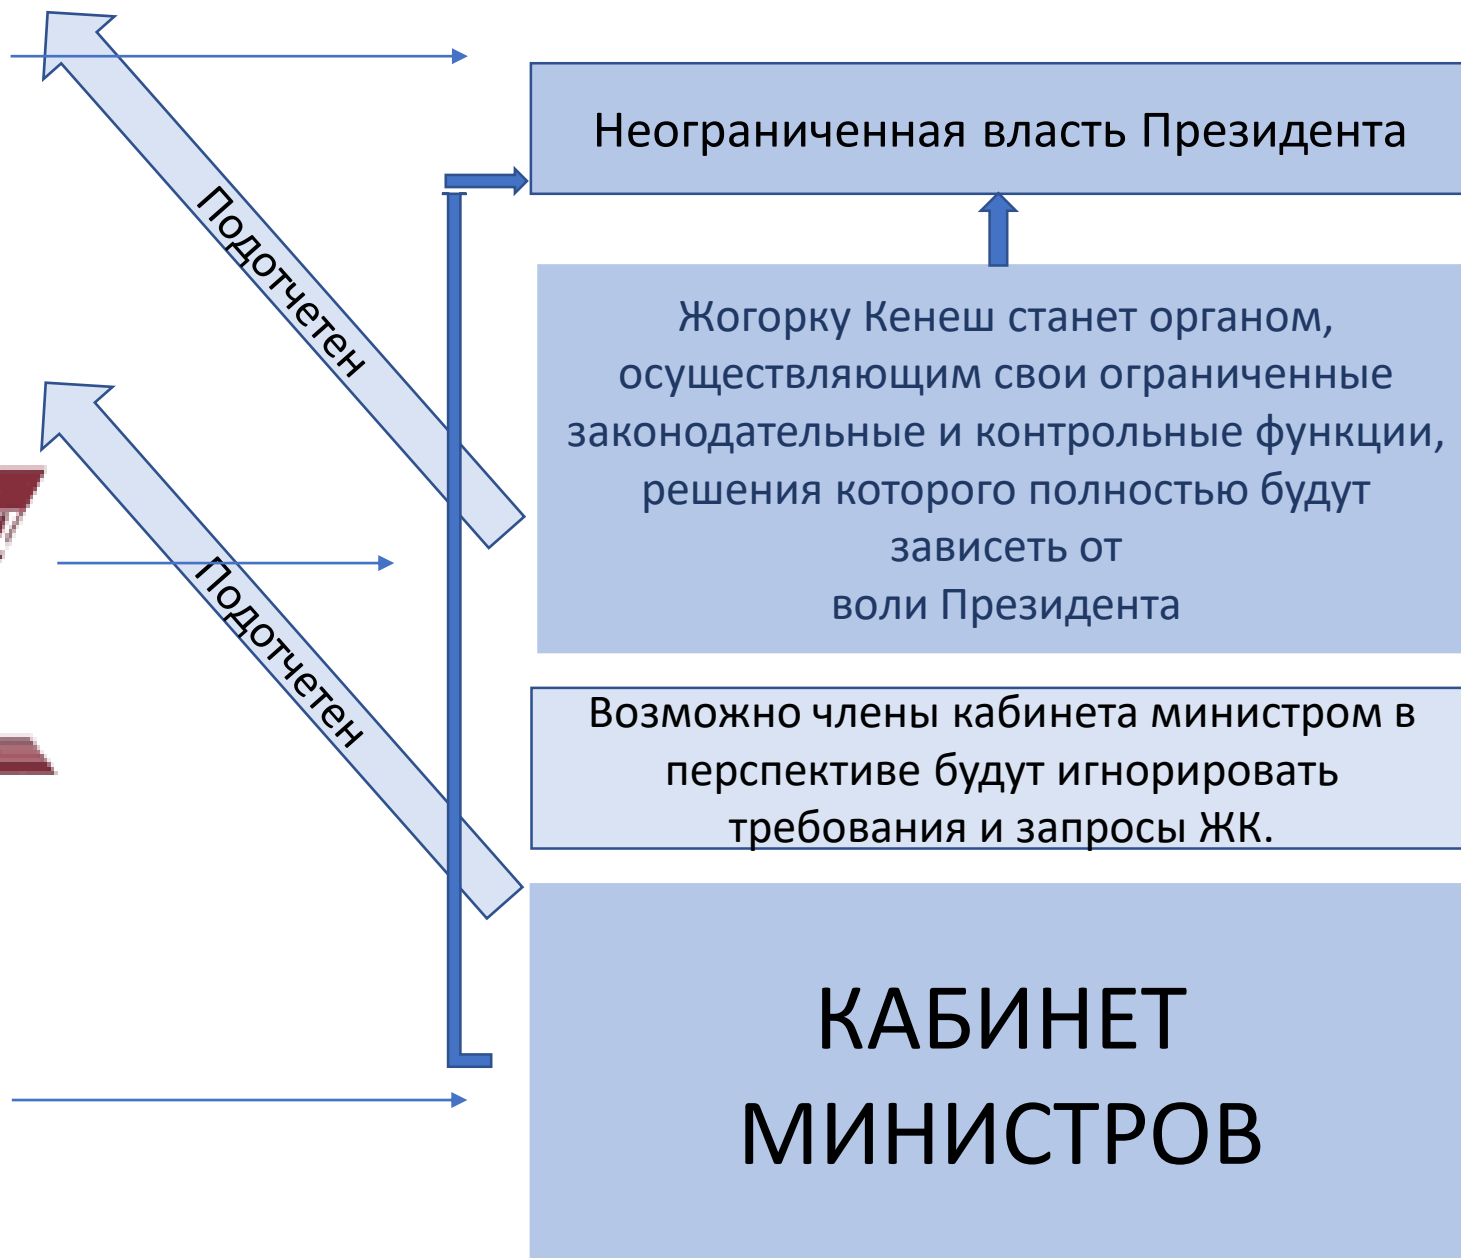 Неограниченная власть Президента
Подотчетен
Жогорку Кенеш станет органом,
осуществляющим свои ограниченные
законодательные и контрольные функции,
решения которого полностью будут
зависеть от
воли Президента
Подотчетен
Возможно члены кабинета министром в
перспективе будут игнорировать
требования и запросы ЖК.
КАБИНЕТ
МИНИСТРОВ